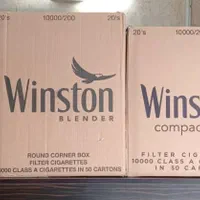 20's 10000/200 20's
Winston
BLENDER
ROUND CORNER BOX
FILTER CIGARETTES
10000 CLASS A CIGARETTES IN 50 CARTONS
20's 10000/200
Wins
compac
FILTER CIG
10000 CLASS A
IN 50 CAR